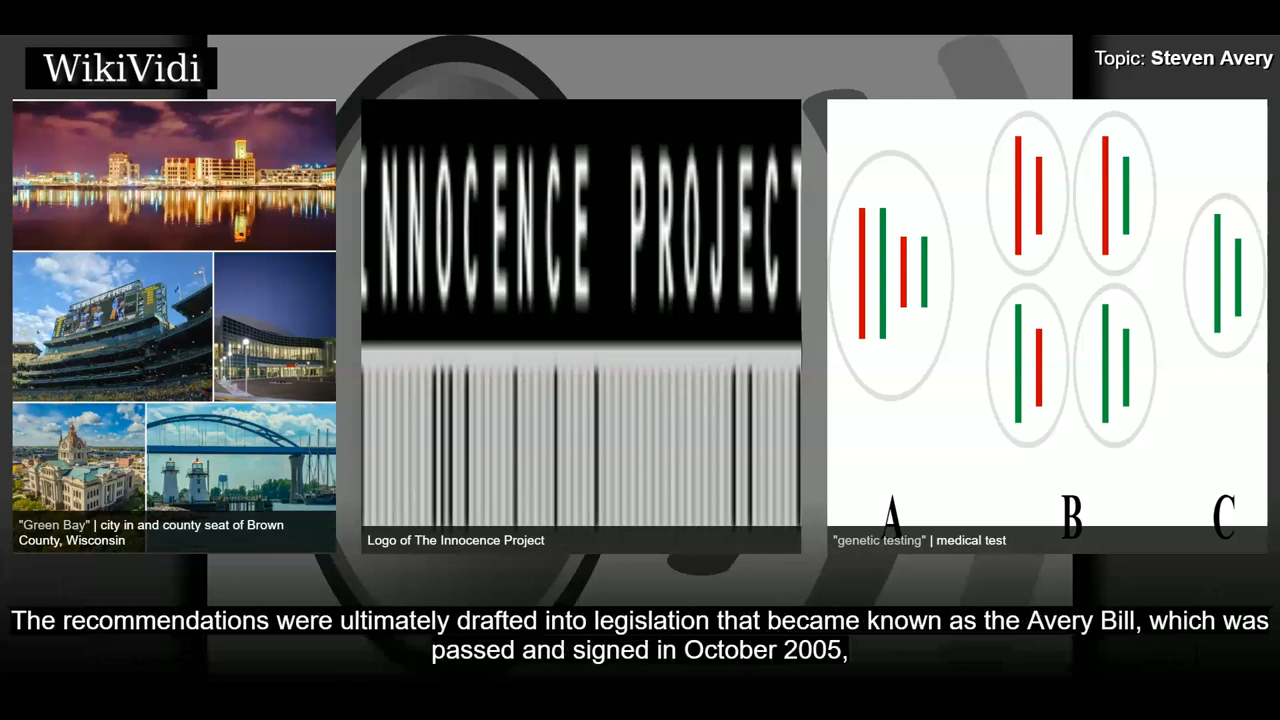 WikiVidi
Topic: Steven Avery
INNOCENCE PROJECT
A
B
C
"Green Bay" | city in and county seat of Brown
County, Wisconsin
Logo of The Innocence Project
"genetic testing" | medical test
The recommendations were ultimately drafted into legislation that became known as the Avery Bill, which was
passed and signed in October 2005,